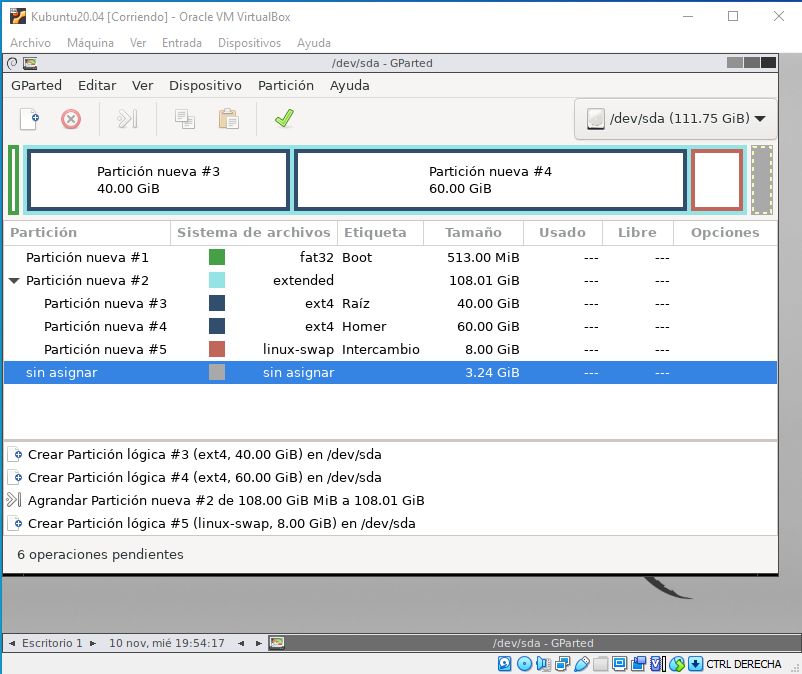 Kubuntu20.04 [Corriendo] - Oracle VM VirtualBox
Archivo Máquina Ver Entrada Dispositivos Ayuda
/dev/sda - GParted
GParted Editar Ver Dispositivo Partición Ayuda
/dev/sda (111.75 GiB)
Partición nueva #3
40.00 GiB
Partición nueva #4
60.00 GiB
Partición Sistema de archivos Etiqueta Tamaño Usado Libre Opciones
Partición nueva #1 fat32 Boot 513.00 MiB --- ---
Partición nueva #2 extended 108.01 GiB --- ---
Partición nueva #3 ext4 Raíz 40.00 GiB --- ---
Partición nueva #4 ext4 Homer 60.00 GiB --- ---
Partición nueva #5 linux-swap Intercambio 8.00 GiB --- ---
sin asignar sin asignar 3.24 GiB --- ---
Crear Partición lógica #3 (ext4, 40.00 GiB) en /dev/sda
Crear Partición lógica #4 (ext4, 60.00 GiB) en /dev/sda
Agrandar Partición nueva #2 de 108.00 GiB MiB a 108.01 GiB
Crear Partición lógica #5 (linux-swap, 8.00 GiB) en /dev/sda
6 operaciones pendientes
Escritorio 1 10 nov, mié 19:54:17 /dev/sda - GParted
CTRL DERECHA